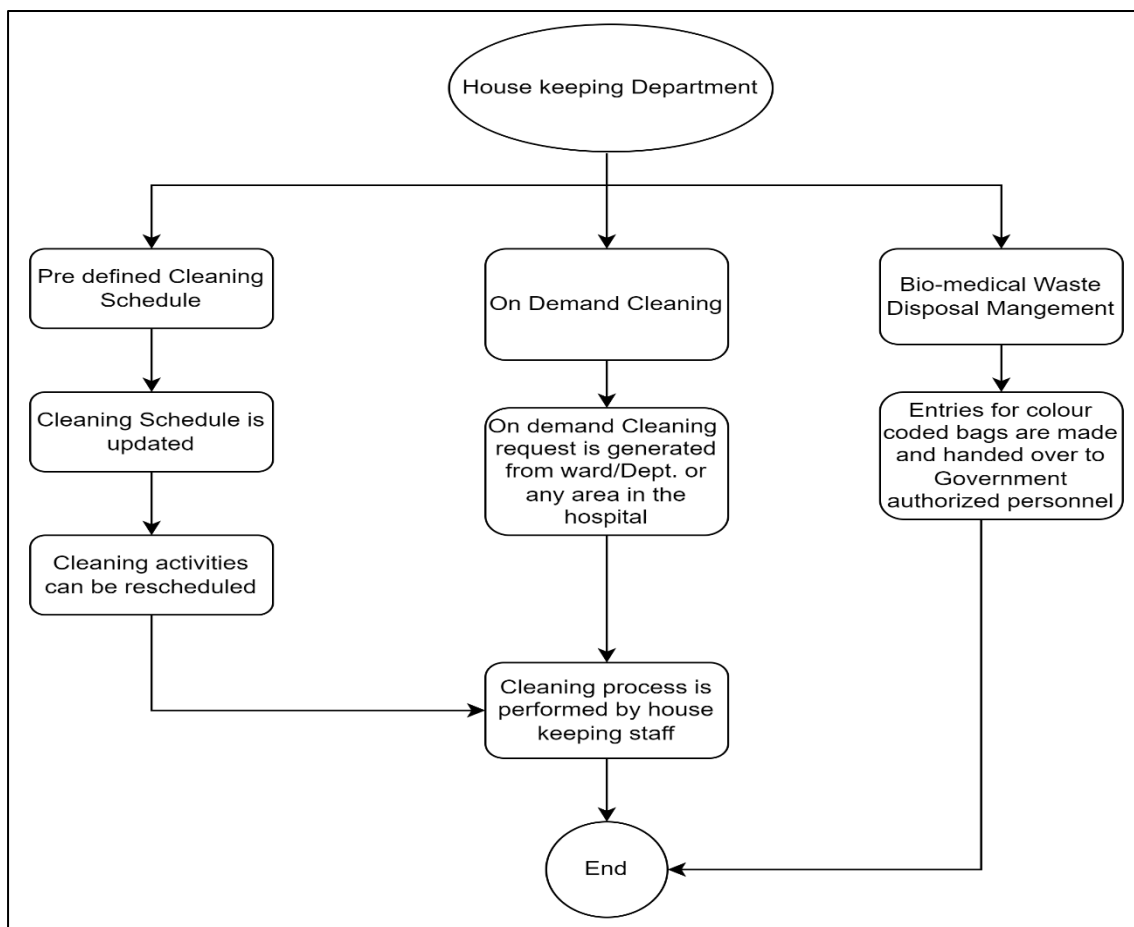 House keeping Department
Pre defined Cleaning
Schedule
On Demand Cleaning
Bio-medical Waste
Disposal Mangement
Cleaning Schedule is
updated
On demand Cleaning
request is generated
from ward/Dept. or
any area in the
hospital
Entries for colour
coded bags are made
and handed over to
Government
authorized personnel
Cleaning activities
can be rescheduled
Cleaning process is
performed by house
keeping staff
End